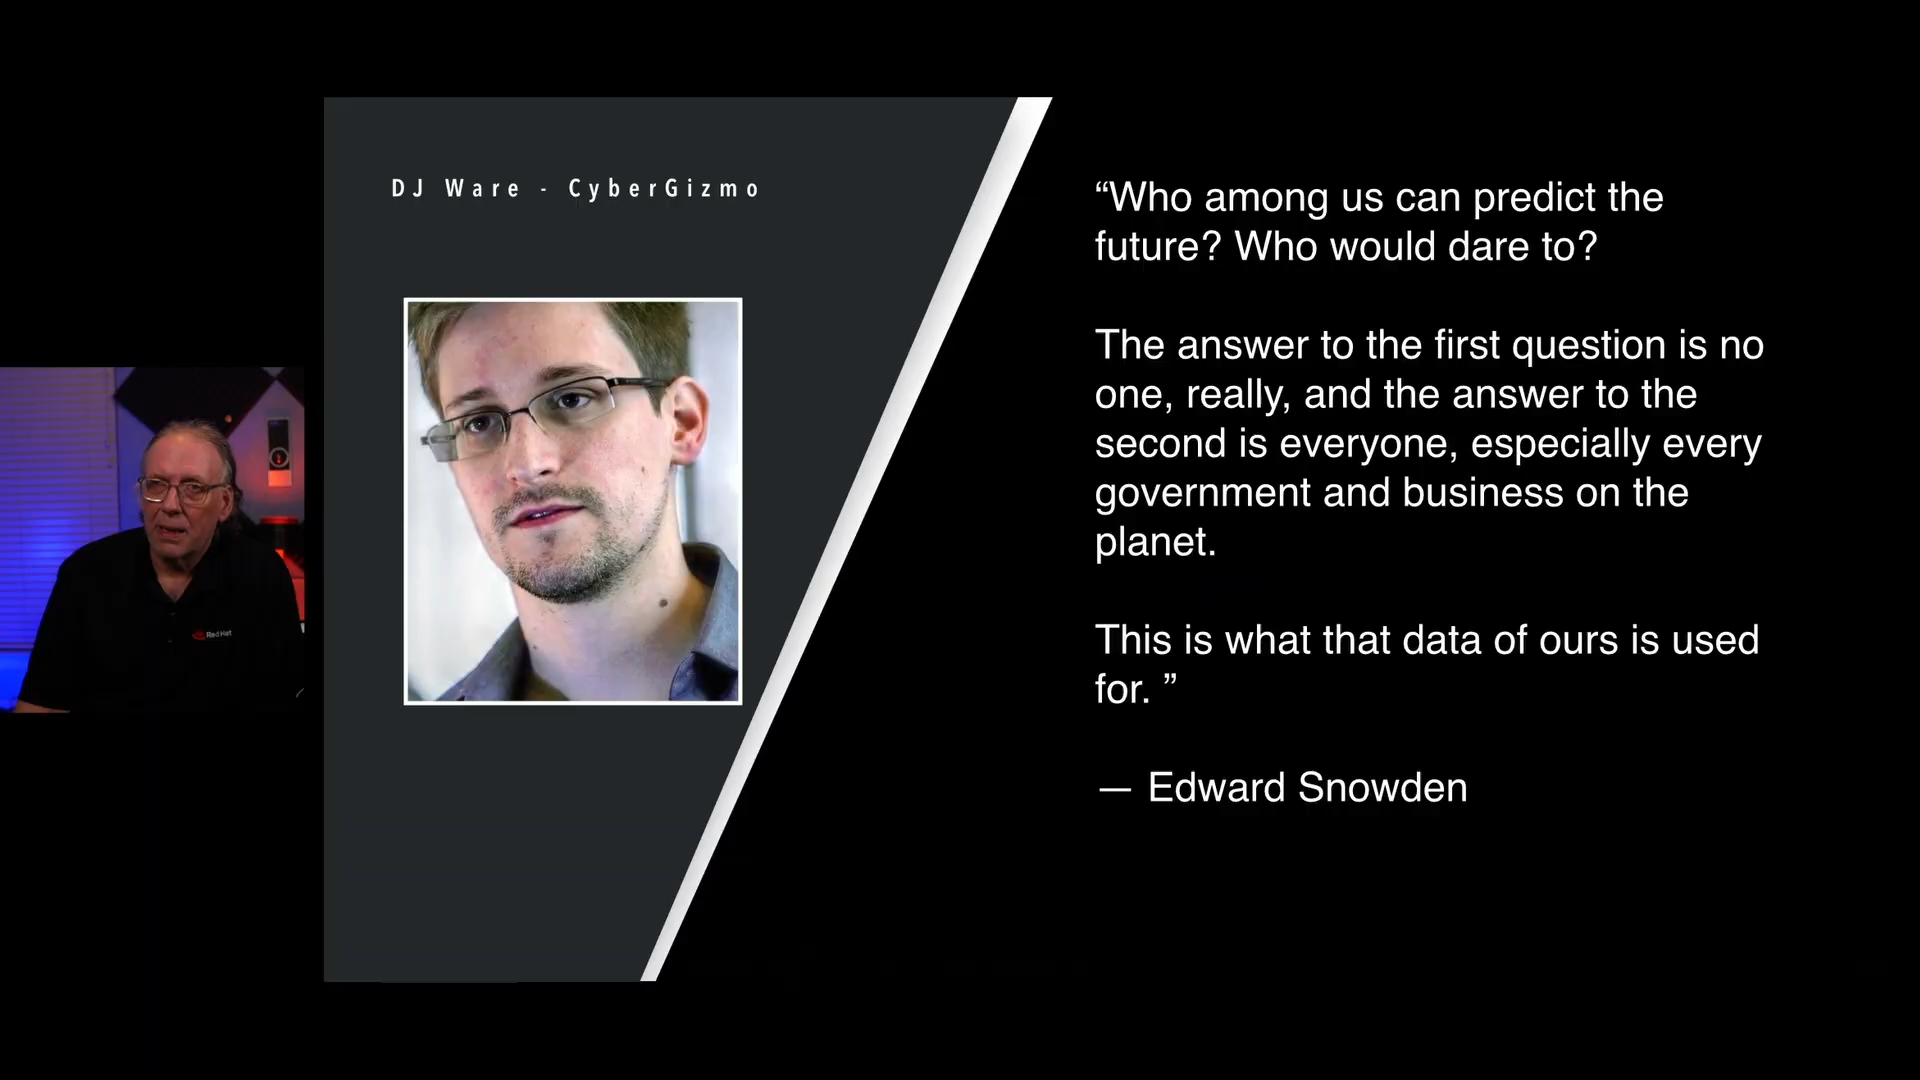 DJ Ware - CyberGizmo
“Who among us can predict the
future? Who would dare to?
The answer to the first question is no
one, really, and the answer to the
second is everyone, especially every
government and business on the
planet.
This is what that data of ours is used
for. ”
— Edward Snowden
Red Hat